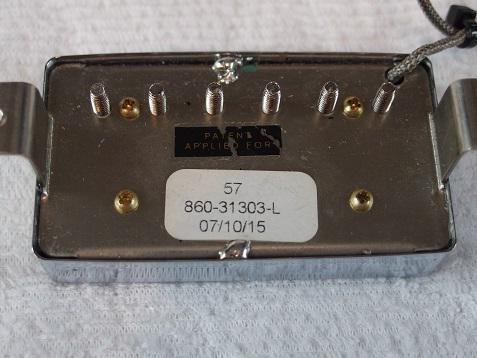 PATENT
APPLIED FOR
57
860-31303-L
07/10/15